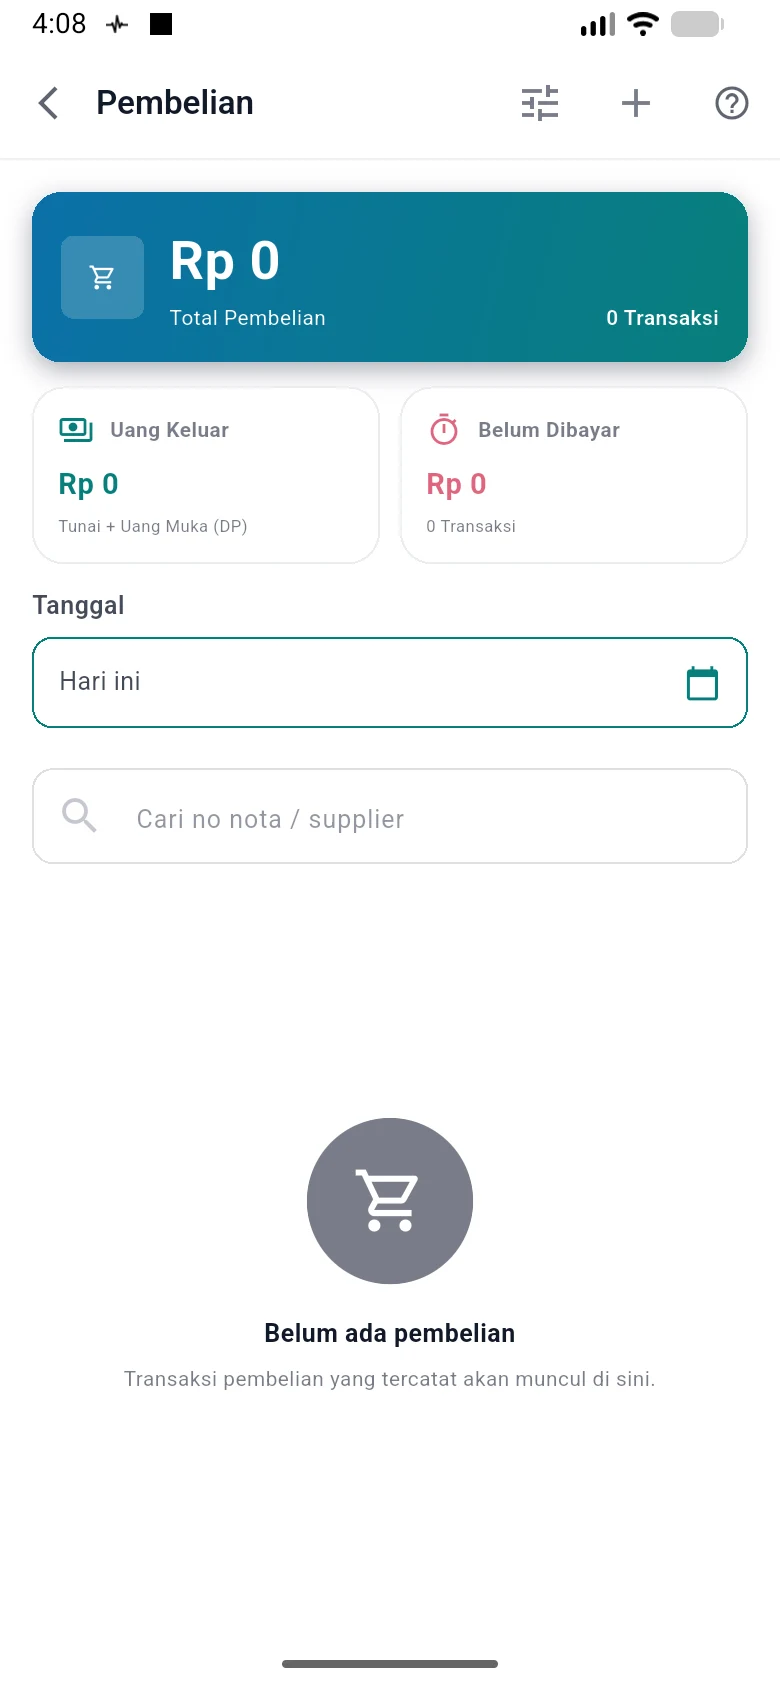 4:08
Pembelian
Rp 0
Total Pembelian
0 Transaksi
Uang Keluar
Rp 0
Tunai + Uang Muka (DP)
Belum Dibayar
Rp 0
0 Transaksi
Tanggal
Hari ini
Cari no nota / supplier
Belum ada pembelian
Transaksi pembelian yang tercatat akan muncul di sini.